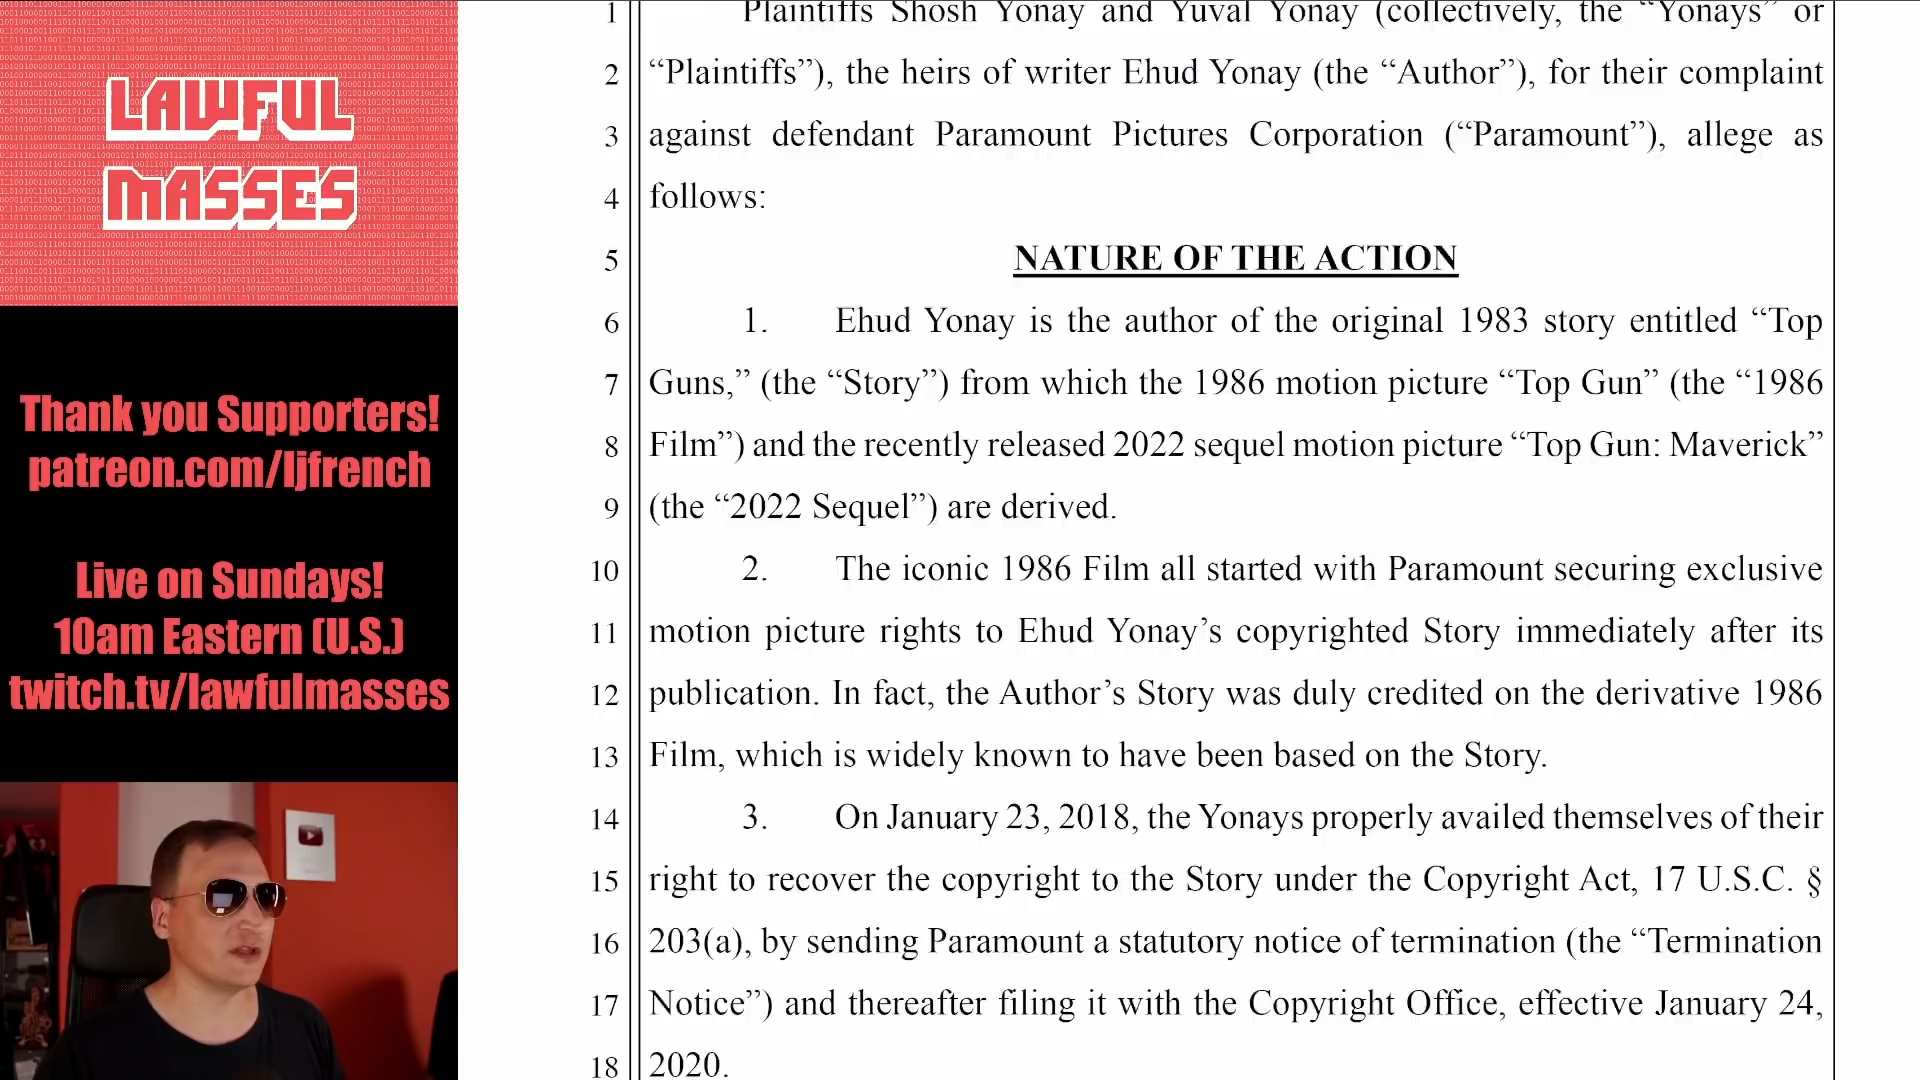 LAWFUL
MASSES
Thank you Supporters!
patreon.com/ljfrench
Live on Sundays!
10am Eastern (U.S.)
twitch.tv/lawfulmasses
1 Plaintiffs Shosh Yonay and Yuval Yonay (collectively, the “Yonays” or
2 “Plaintiffs”), the heirs of writer Ehud Yonay (the “Author”), for their complaint
3 against defendant Paramount Pictures Corporation (“Paramount”), allege as
4 follows:
5 NATURE OF THE ACTION
6 1. Ehud Yonay is the author of the original 1983 story entitled “Top
7 Guns,” (the “Story”) from which the 1986 motion picture “Top Gun” (the “1986
8 Film”) and the recently released 2022 sequel motion picture “Top Gun: Maverick”
9 (the “2022 Sequel”) are derived.
10 2. The iconic 1986 Film all started with Paramount securing exclusive
11 motion picture rights to Ehud Yonay’s copyrighted Story immediately after its
12 publication. In fact, the Author’s Story was duly credited on the derivative 1986
13 Film, which is widely known to have been based on the Story.
14 3. On January 23, 2018, the Yonays properly availed themselves of their
15 right to recover the copyright to the Story under the Copyright Act, 17 U.S.C. §
16 203(a), by sending Paramount a statutory notice of termination (the “Termination
17 Notice”) and thereafter filing it with the Copyright Office, effective January 24,
18 2020.